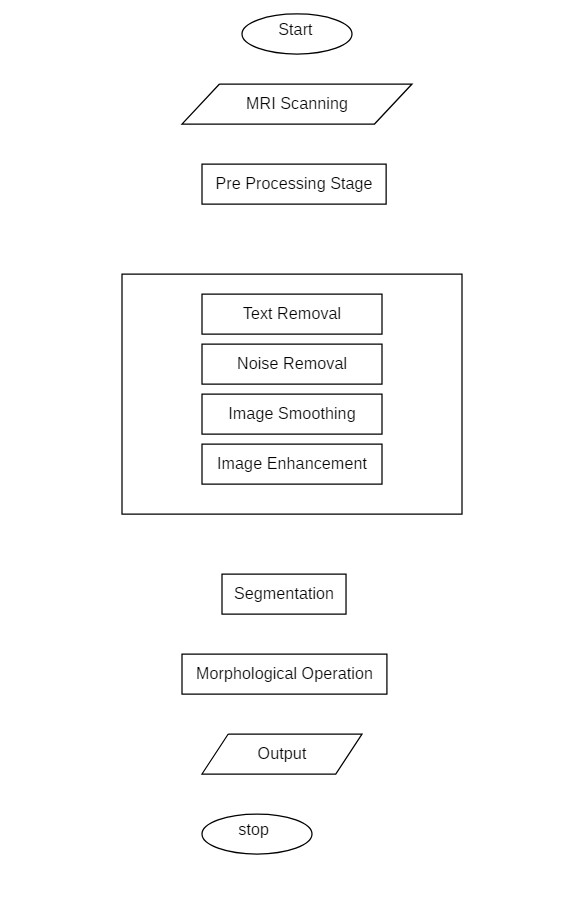 Start
MRI Scanning
Pre Processing Stage
Text Removal
Noise Removal
Image Smoothing
Image Enhancement
Segmentation
Morphological Operation
Output
stop